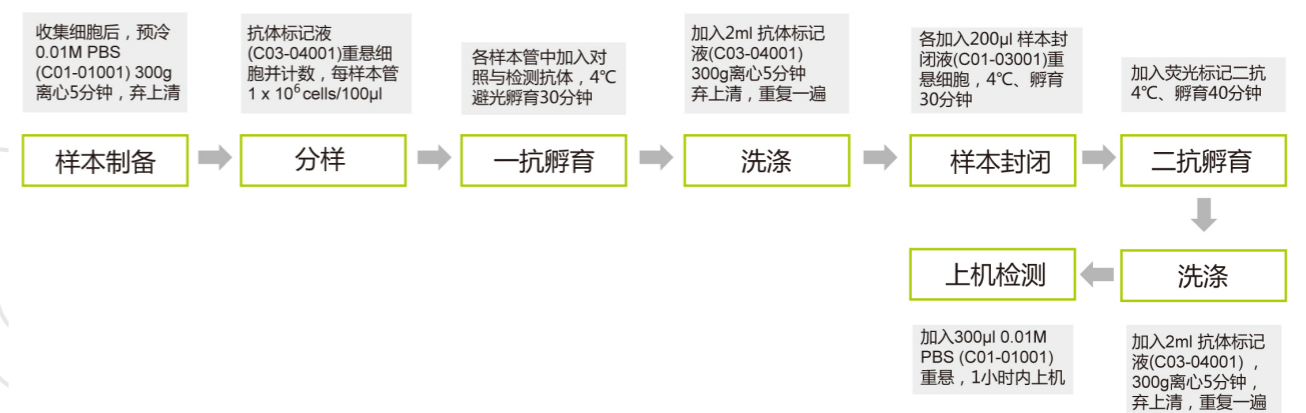 收集细胞后，预冷
0.01M PBS
(C01-01001) 300g
离心5分钟，弃上清
样本制备
抗体标记液
(C03-04001)重悬细
胞并计数，每样本管
1 x 10⁶cells/100µl
分样
各样本管中加入对
照与检测抗体，4℃
避光孵育30分钟
一抗孵育
加入2ml 抗体标记
液(C03-04001)
300g离心5分钟
弃上清，重复一遍
洗涤
各加入200µl 样本封
闭液(C01-03001)重
悬细胞，4℃、孵育
30分钟
样本封闭
加入荧光标记二抗
4℃、孵育40分钟
二抗孵育
洗涤
加入2ml 抗体标记
液(C03-04001)，
300g离心5分钟，
弃上清，重复一遍
上机检测
加入300µl 0.01M
PBS (C01-01001)
重悬，1小时内上机